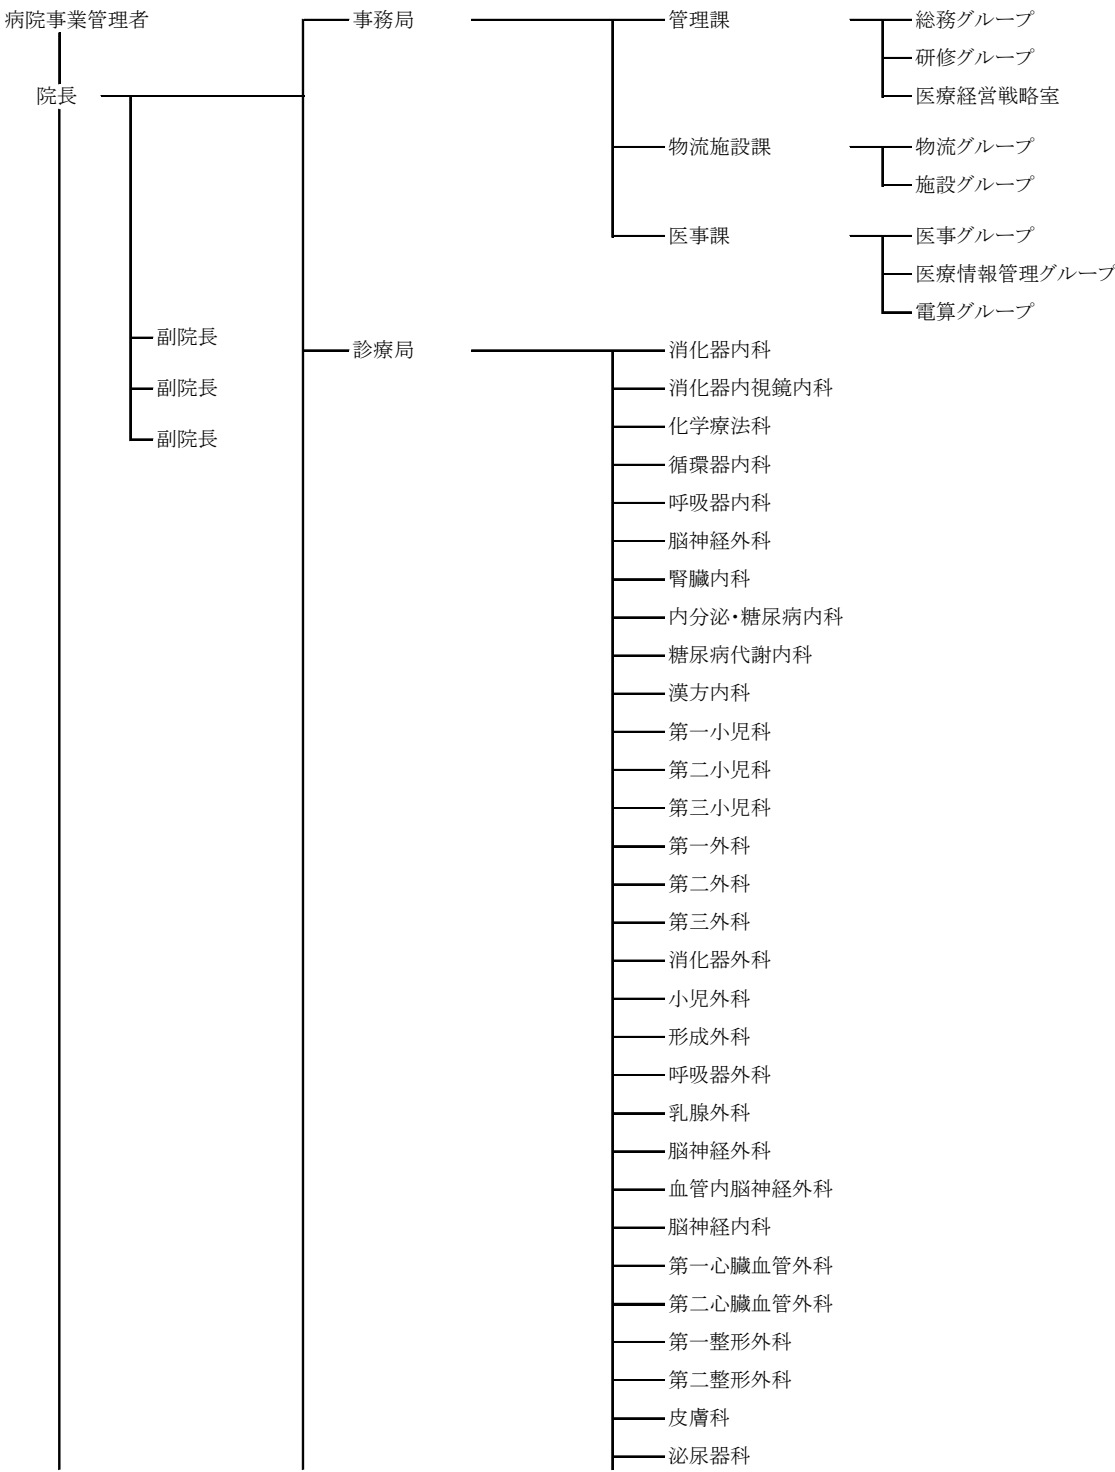 病院事業管理者
事務局
管理課
総務グループ
研修グループ
院長
医療経営戦略室
物流施設課
物流グループ
施設グループ
医事課
医事グループ
医療情報管理グループ
電算グループ
副院長
副院長
副院長
診療局
消化器内科
消化器内視鏡内科
化学療法科
循環器内科
呼吸器内科
脳神経外科
腎臓内科
内分泌・糖尿病内科
糖尿病代謝内科
漢方内科
第一小児科
第二小児科
第三小児科
第一外科
第二外科
第三外科
消化器外科
小児外科
形成外科
呼吸器外科
乳腺外科
脳神経外科
血管内脳神経外科
脳神経内科
第一心臓血管外科
第二心臓血管外科
第一整形外科
第二整形外科
皮膚科
泌尿器科